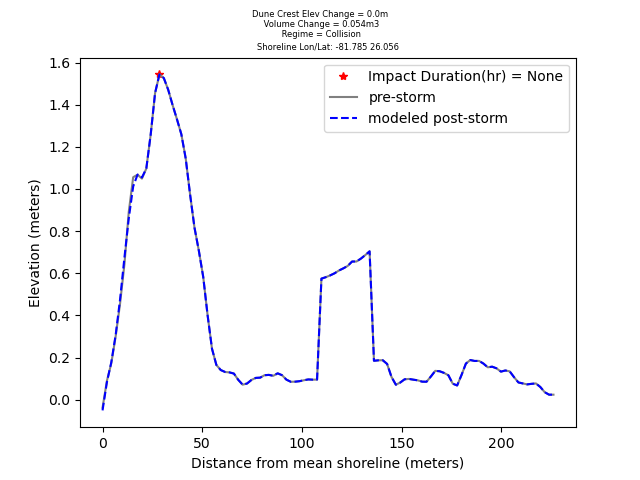 Dune Crest Elev Change = 0.0m
Volume Change = 0.054m3
Regime = Collision
Shoreline Lon/Lat: -81.785 26.056
Impact Duration(hr) = None
pre-storm
modeled post-storm
Elevation (meters)
1.6
1.4
1.2
1.0
0.8
0.6
0.4
0.2
0.0
0 50 100 150 200
Distance from mean shoreline (meters)